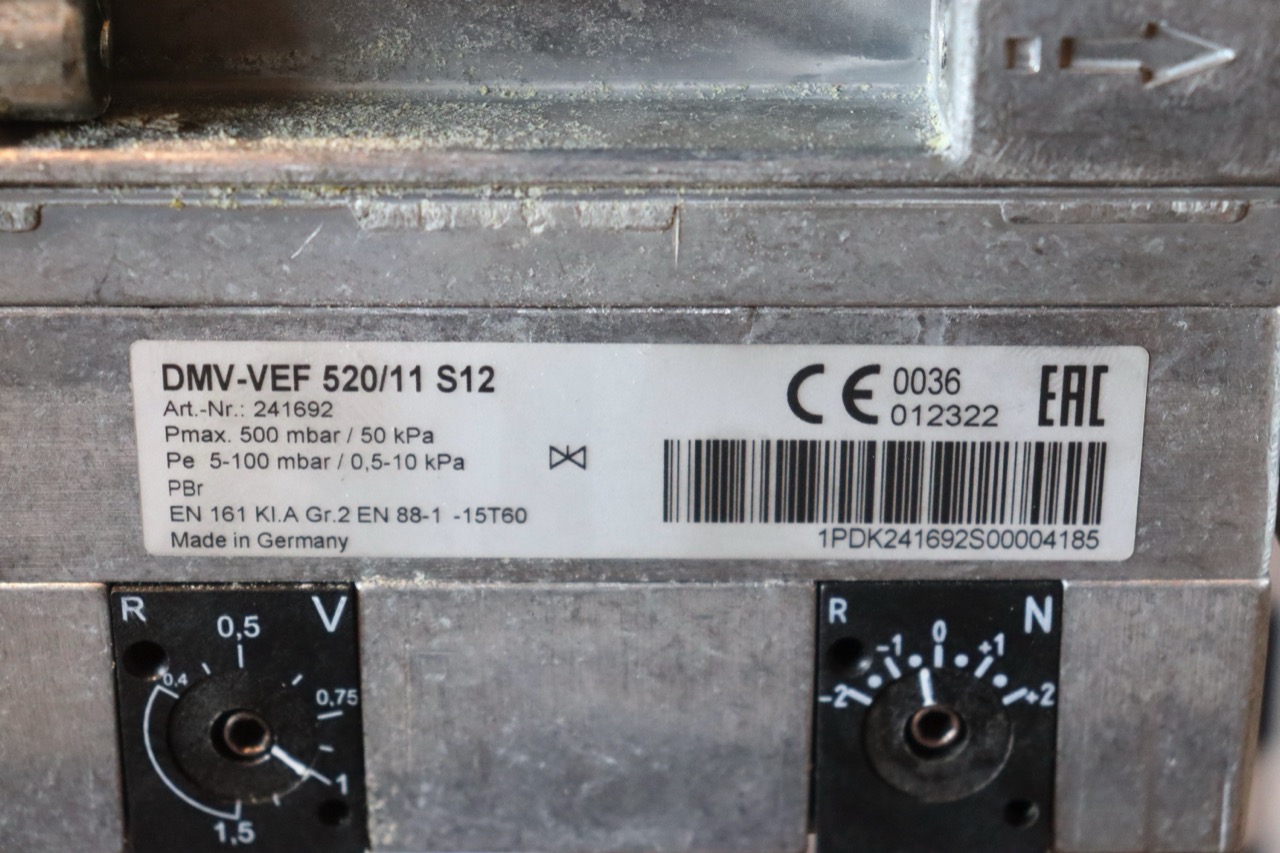 DMV-VEF 520/11 S12
Art.-Nr.: 241692
Pmax. 500 mbar / 50 kPa
Pe 5-100 mbar / 0,5-10 kPa
PBr
EN 161 Kl.A Gr.2 EN 88-1 -15T60
Made in Germany
CE 0036
012322
EAC
1PDK241692S00004185
R V
0,5
0,4
0,75
1
1,5
R N
-2 -1 0 +1 +2